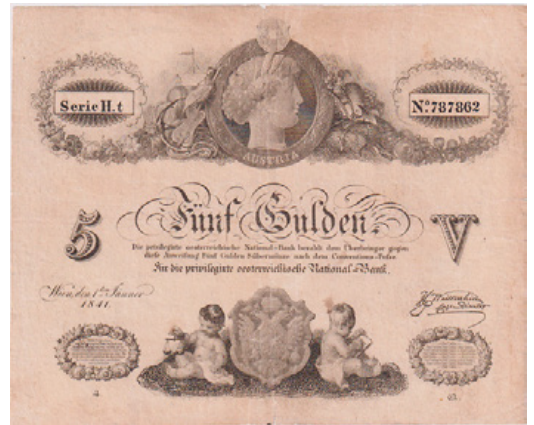 Serie H.t
Nº 787862
AUSTRIA
5
Fünf Gulden.
V
Die privilegirte oesterreichische National-Bank bezahlt dem Uiberbringer gegen
diese Anweisung Fünf Gulden Silbermünze nach dem Conventions-Fusse
Für die privilegirte oesterreichische National-Bank.
Wien, den 1ten Jänner
1841.